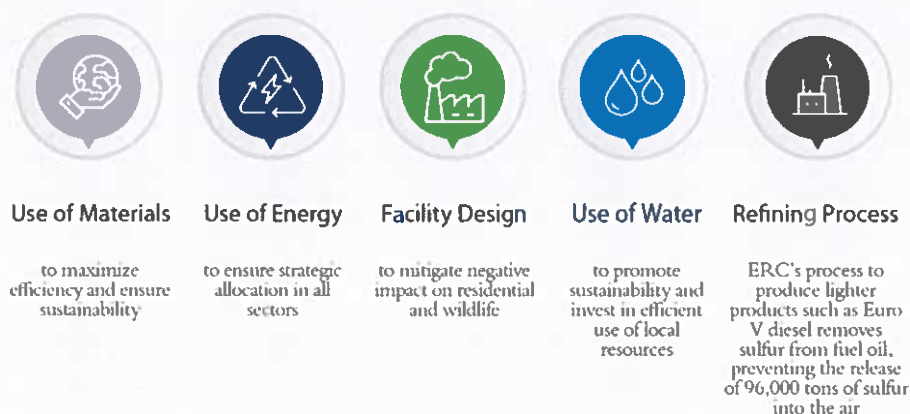 Use of Materials
to maximize
efficiency and ensure
sustainability
Use of Energy
to ensure strategic
allocation in all
sectors
Facility Design
to mitigate negative
impact on residential
and wildlife
Use of Water
to promote
sustainability and
invest in efficient
use of local
resources
Refining Process
ERC's process to
produce lighter
products such as Euro
V diesel removes
sulfur from fuel oil,
preventing the release
of 96,000 tons of sulfur
into the air